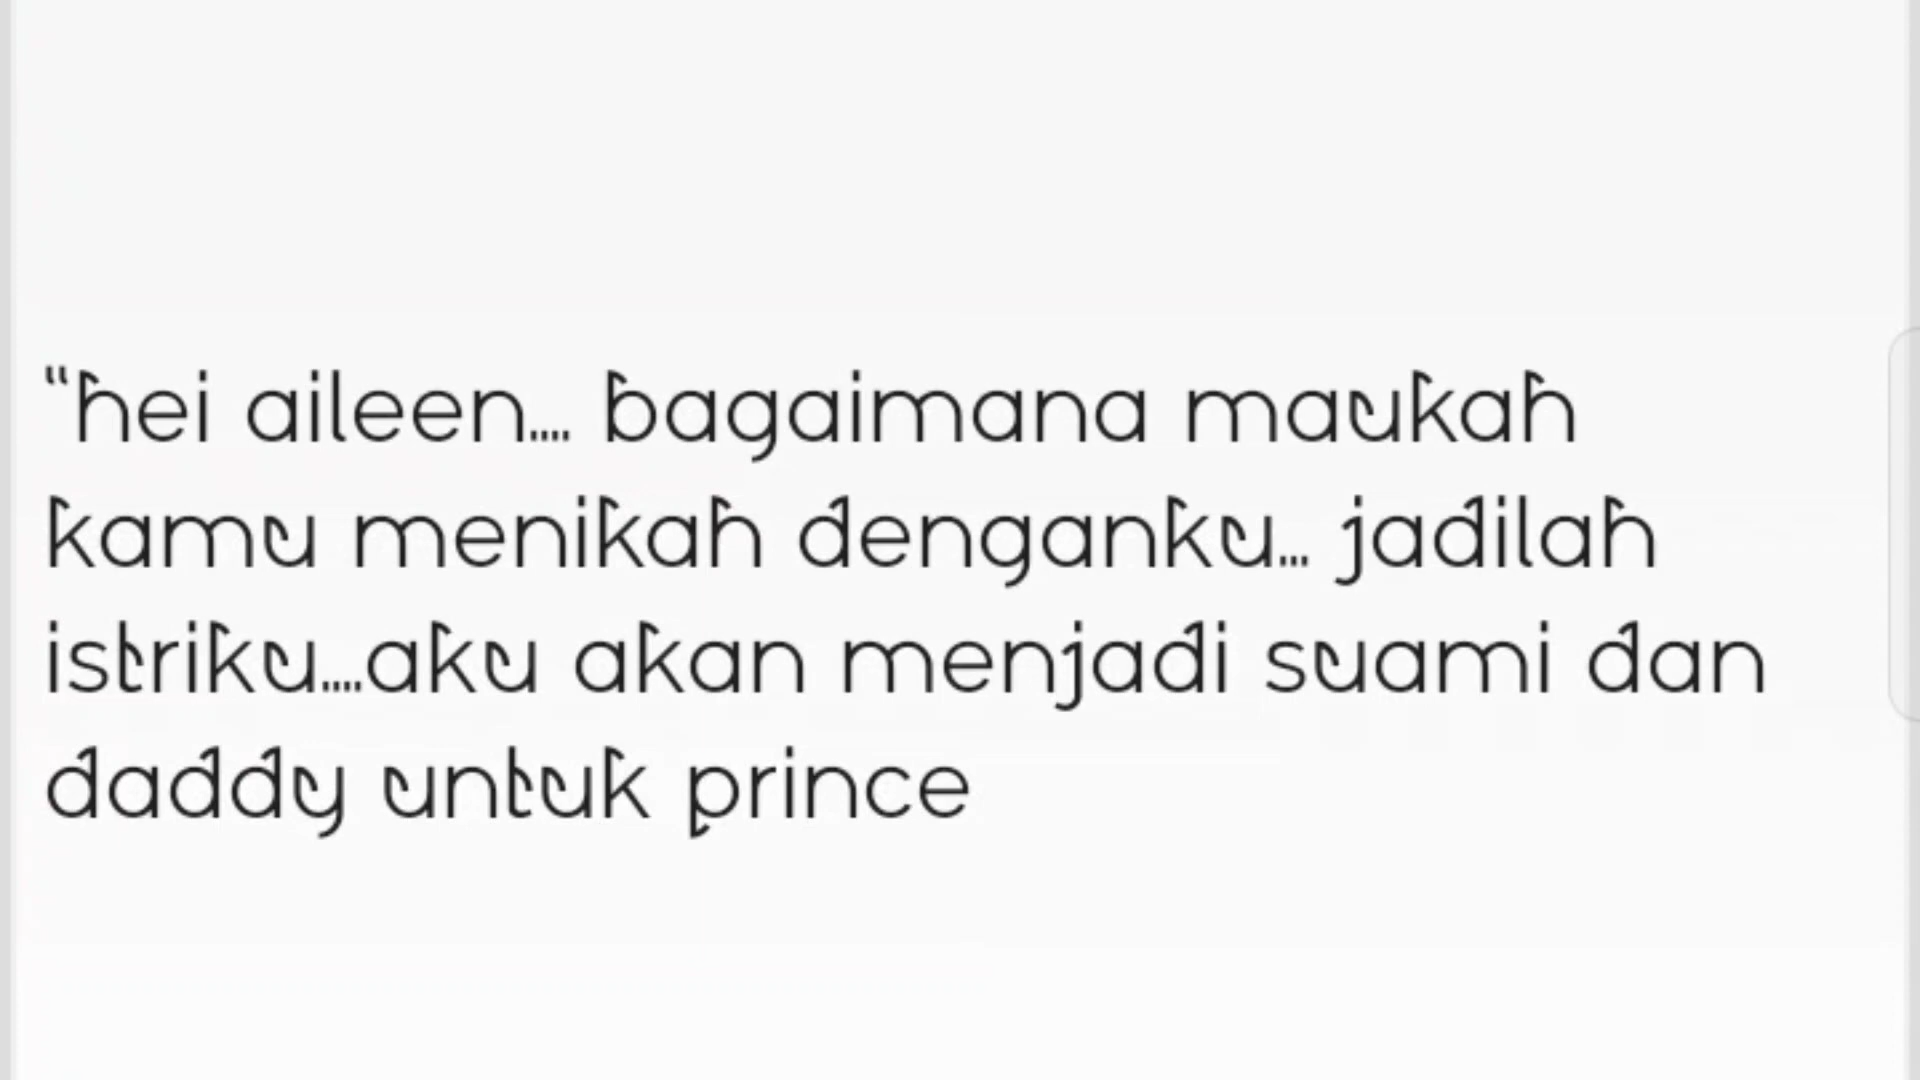 “hei aileen.... bagaimana maukah
kamu menikah denganku... jadilah
istriku....aku akan menjadi suami dan
daddy untuk prince